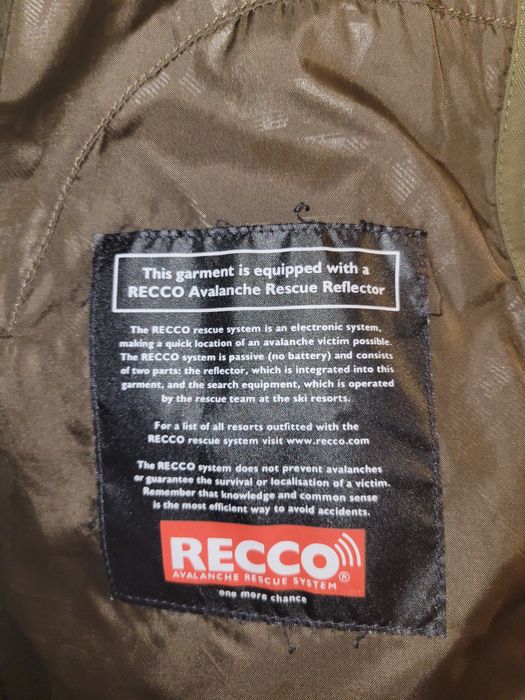 This garment is equipped with a
RECCO Avalanche Rescue Reflector
The RECCO rescue system is an electronic system,
making a quick location of an avalanche victim possible.
The RECCO system is passive (no battery) and consists
of two parts: the reflector, which is integrated into this
garment, and the search equipment, which is operated
by the rescue team at the ski resorts.
For a list of all resorts outfitted with the
RECCO rescue system visit www.recco.com
The RECCO system does not prevent avalanches
or guarantee the survival or localisation of a victim.
Remember that knowledge and common sense
is the most efficient way to avoid accidents.
RECCO
AVALANCHE RESCUE SYSTEM ®
one more chance